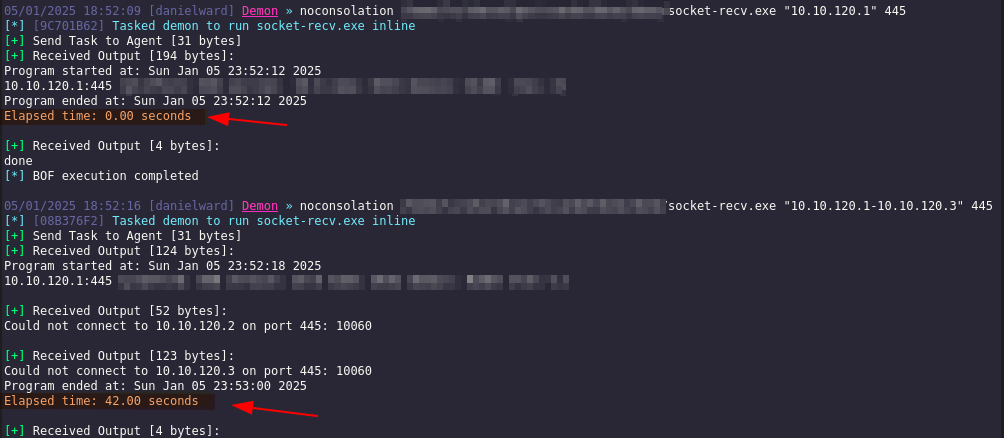 05/01/2025 18:52:09 [danielward] Demon » noconsolation socket-recv.exe "10.10.120.1" 445
[*] [9C701B62] Tasked demon to run socket-recv.exe inline
[+] Send Task to Agent [31 bytes]
[+] Received Output [194 bytes]:
Program started at: Sun Jan 05 23:52:12 2025
10.10.120.1:445
Program ended at: Sun Jan 05 23:52:12 2025
Elapsed time: 0.00 seconds
[+] Received Output [4 bytes]:
done
[*] BOF execution completed
05/01/2025 18:52:16 [danielward] Demon » noconsolation /socket-recv.exe "10.10.120.1-10.10.120.3" 445
[*] [08B376F2] Tasked demon to run socket-recv.exe inline
[+] Send Task to Agent [31 bytes]
[+] Received Output [124 bytes]:
Program started at: Sun Jan 05 23:52:18 2025
10.10.120.1:445
[+] Received Output [52 bytes]:
Could not connect to 10.10.120.2 on port 445: 10060
[+] Received Output [123 bytes]:
Could not connect to 10.10.120.3 on port 445: 10060
Program ended at: Sun Jan 05 23:53:00 2025
Elapsed time: 42.00 seconds
[+] Received Output [4 bytes]: